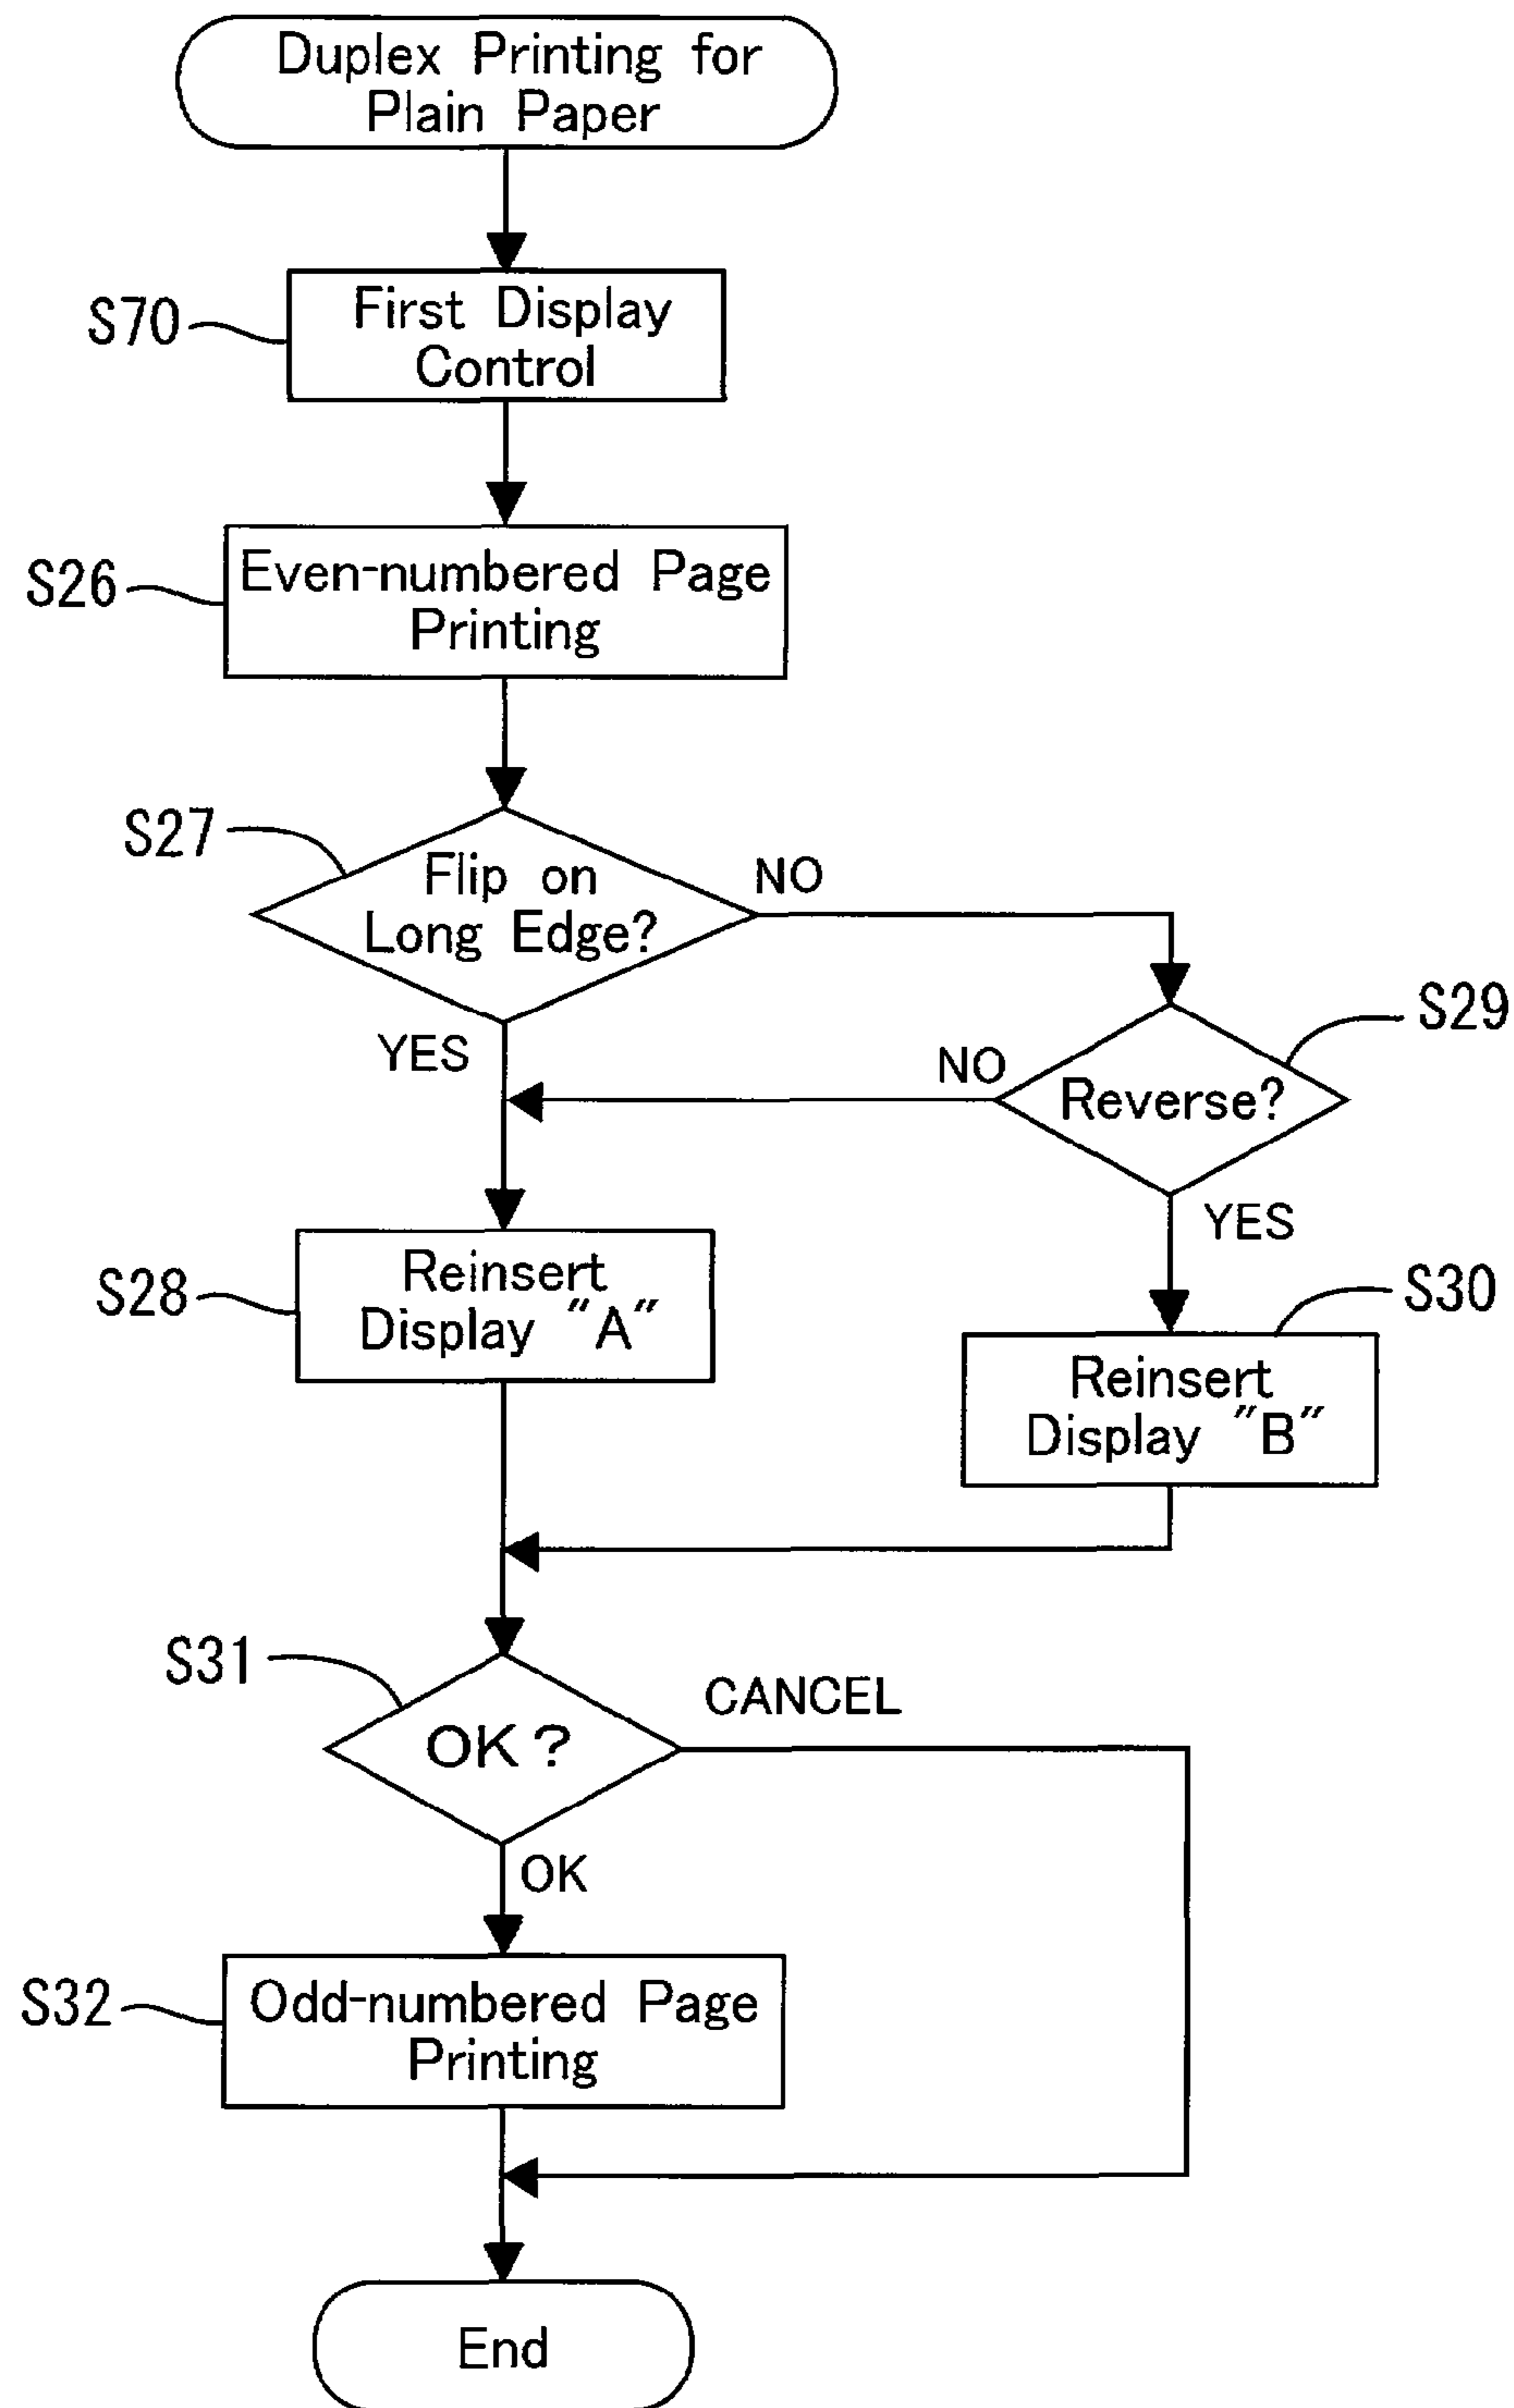 Duplex Printing for
Plain Paper
S70
First Display
Control
S26
Even-numbered Page
Printing
S27
Flip on
Long Edge?
NO
YES
S29
NO
Reverse?
YES
S28
Reinsert
Display "A"
S30
Reinsert
Display "B"
S31
OK?
CANCEL
OK
S32
Odd-numbered Page
Printing
End